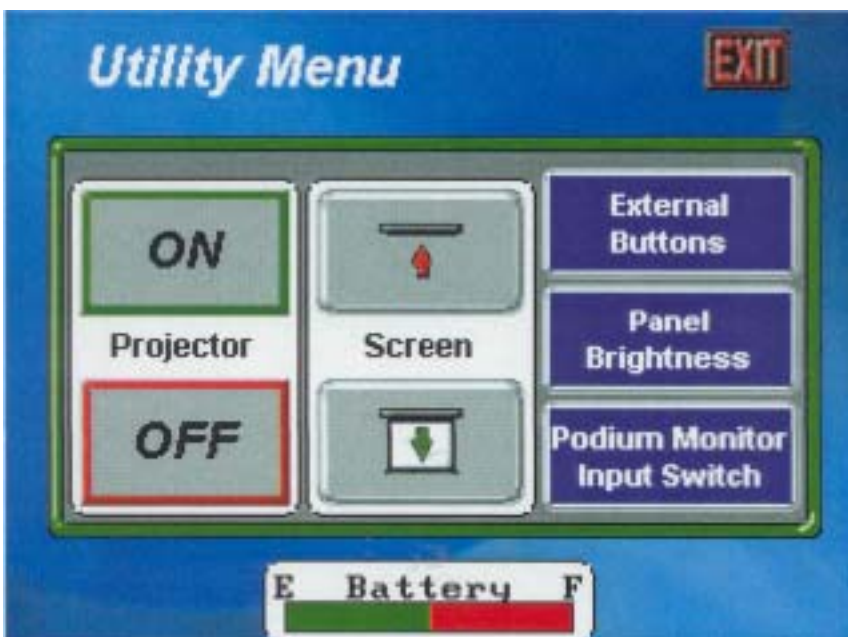 Utility Menu
EXIT
ON
Projector
OFF
Screen
External
Buttons
Panel
Brightness
Podium Monitor
Input Switch
E Battery F